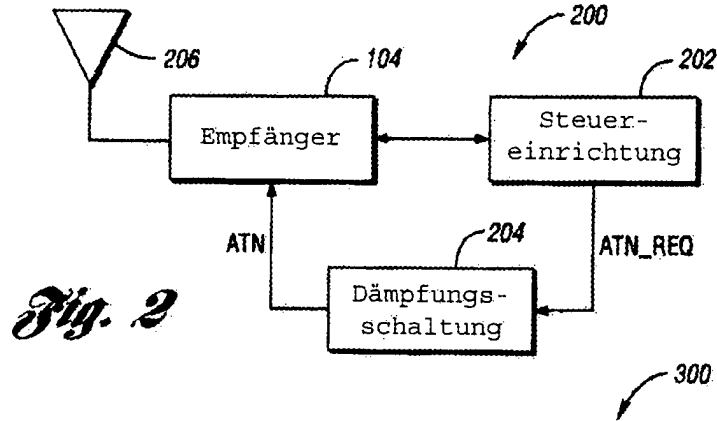 200
206
104
202
Empfänger
Steuer-
einrichtung
ATN
204
ATN_REQ
Dämpfungs-
schaltung
Fig. 2
300